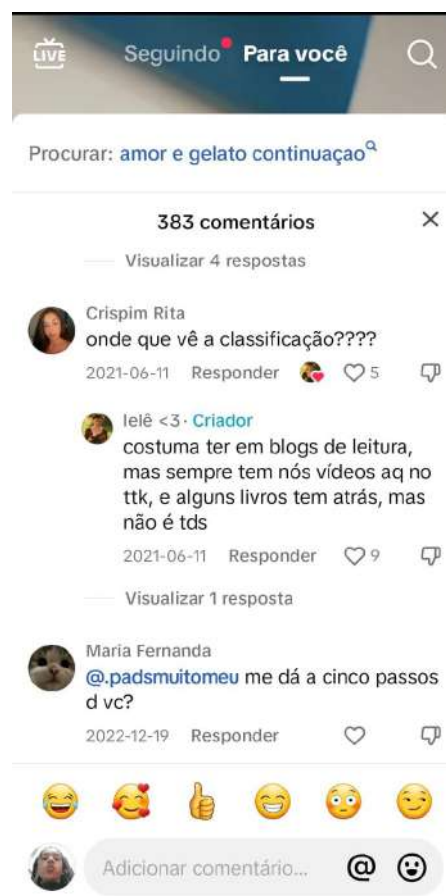 LIVE
Seguindo Para você
Procurar: amor e gelato continuaçao
383 comentários
Visualizar 4 respostas
Crispim Rita
onde que vê a classificação????
2021-06-11 Responder 5
lelê <3 · Criador
costuma ter em blogs de leitura,
mas sempre tem nós vídeos aq no
ttk, e alguns livros tem atrás, mas
não é tds
2021-06-11 Responder 9
Visualizar 1 resposta
Maria Fernanda
@.padsmuitomeu me dá a cinco passos
d vc?
2022-12-19 Responder
Adicionar comentário... @